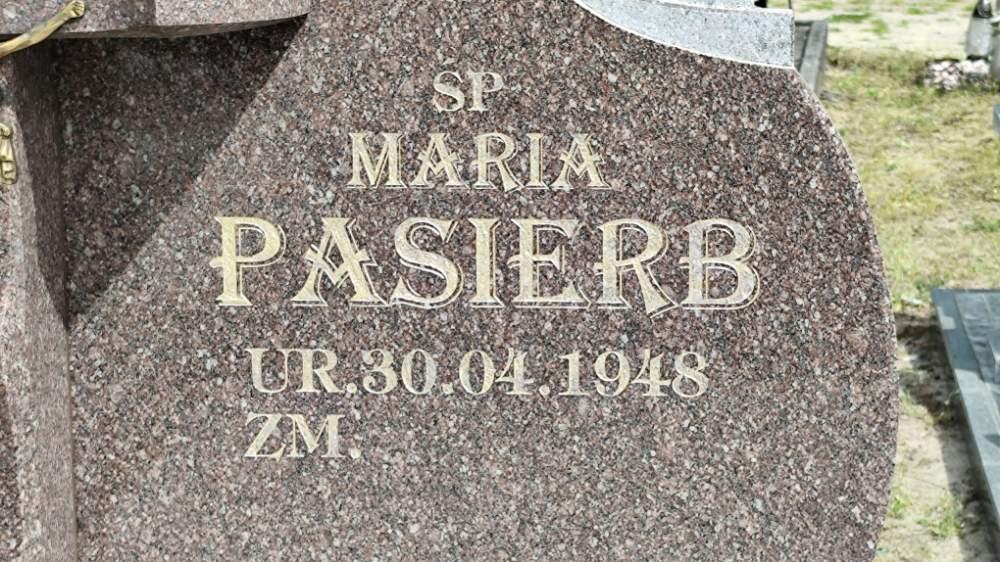 SP
MARIA
PASIERB
UR.30.04.1948
ZM.